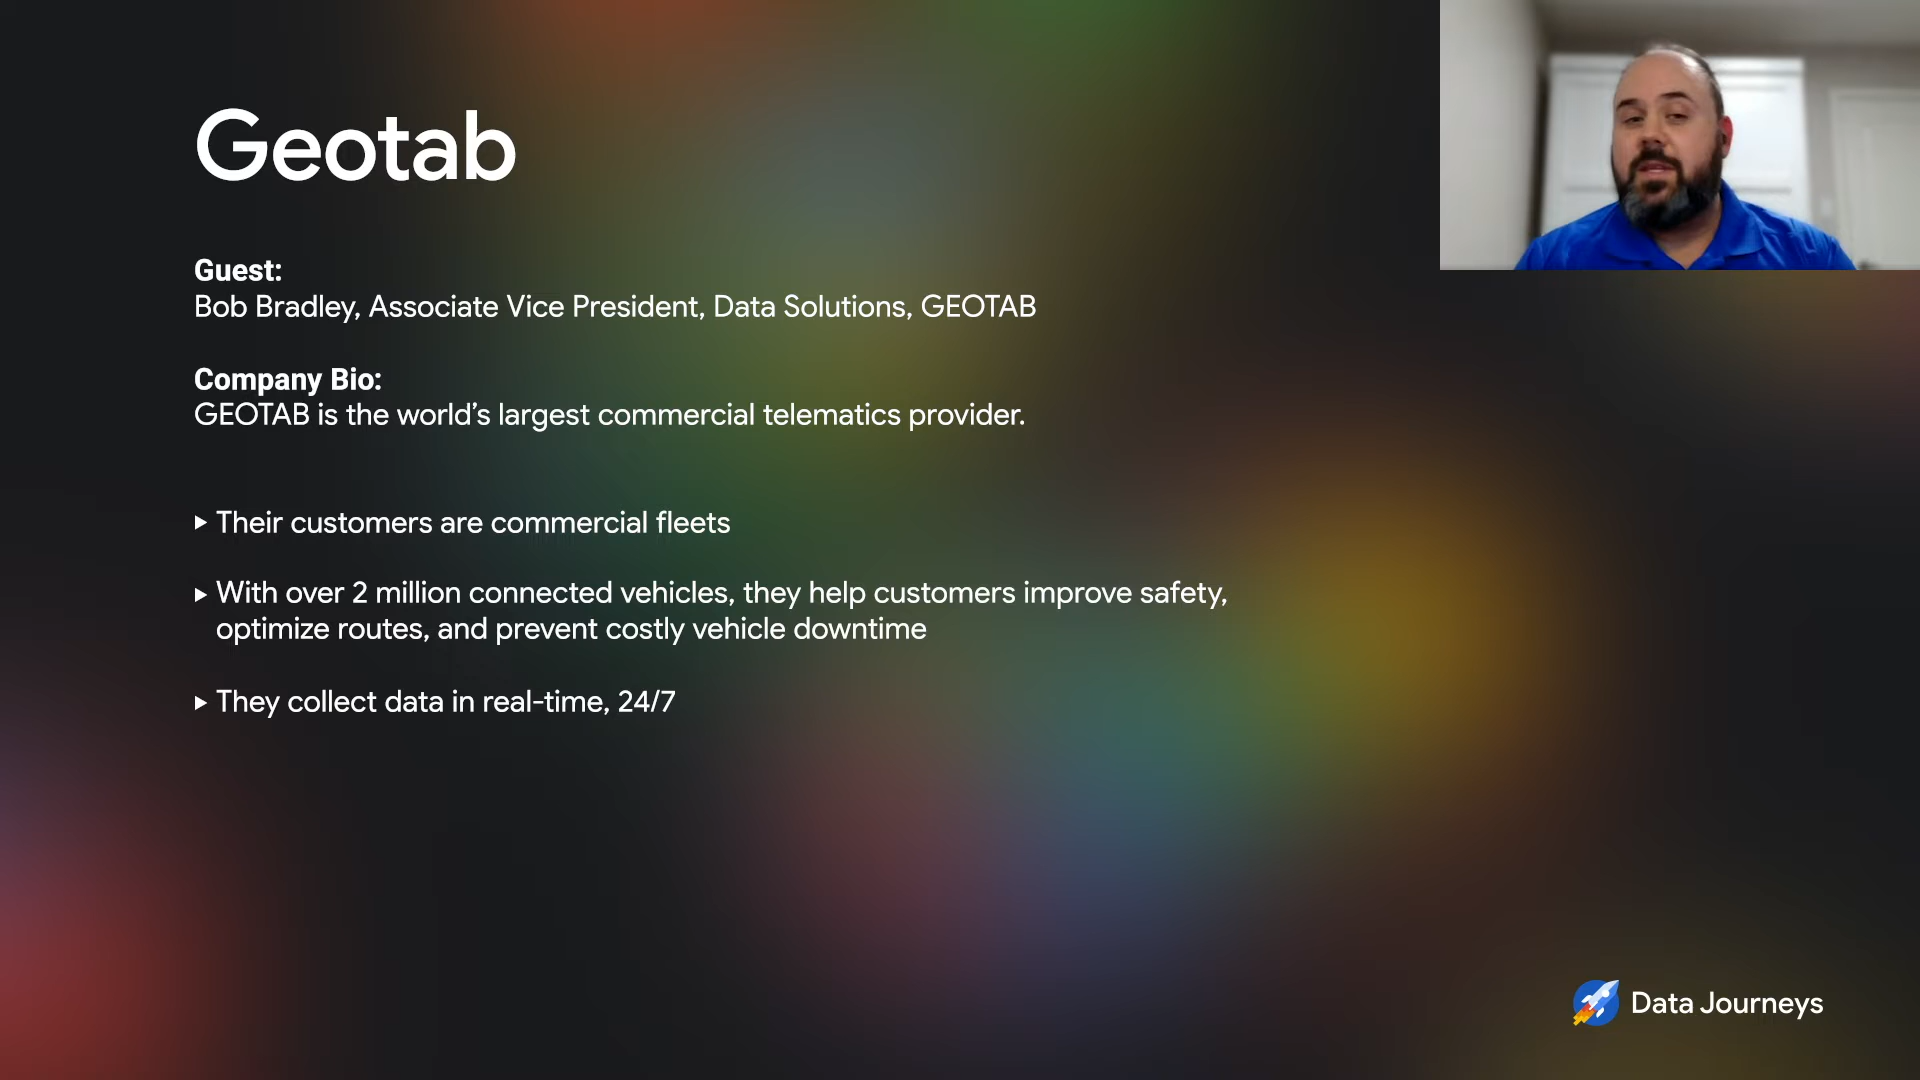 Geotab
Guest:
Bob Bradley, Associate Vice President, Data Solutions, GEOTAB
Company Bio:
GEOTAB is the world’s largest commercial telematics provider.
▸ Their customers are commercial fleets
▸ With over 2 million connected vehicles, they help customers improve safety,
optimize routes, and prevent costly vehicle downtime
▸ They collect data in real-time, 24/7
Data Journeys